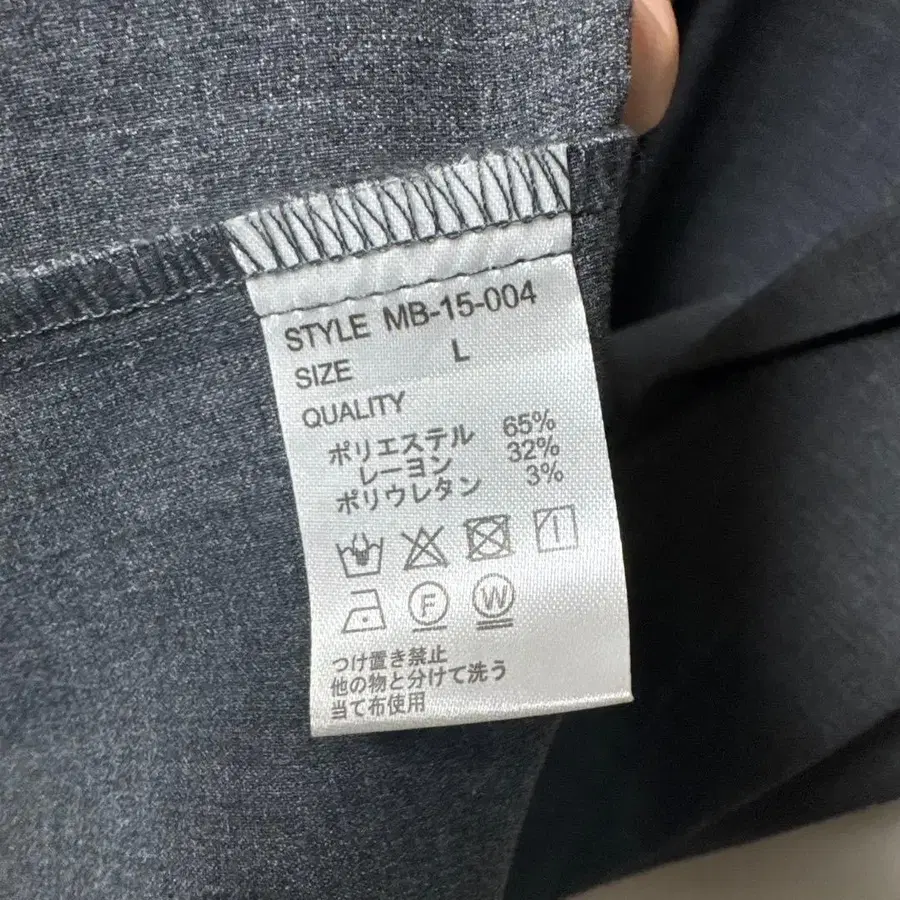 STYLE MB-15-004
SIZE L
QUALITY
ポリエステル 65%
レーヨン 32%
ポリウレタン 3%
F W
つけ置き禁止
他の物と分けて洗う
当て布使用